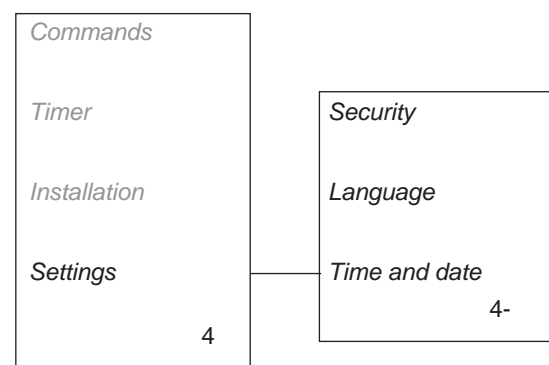 Commands
Timer
Installation
Settings
4
Security
Language
Time and date
4-